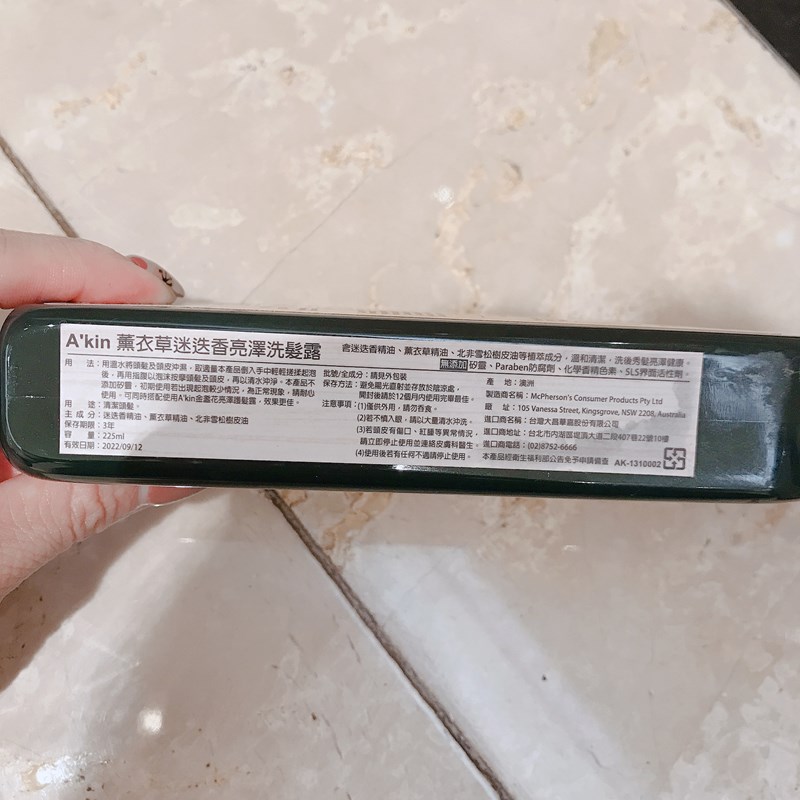 A'kin 薰衣草迷迭香亮澤洗髮露
含迷迭香精油、薰衣草精油、北非雪松樹皮油等植萃成分，溫和清潔，洗後秀髮亮澤健康。
無添加矽靈、Paraben防腐劑、化學香精色素、SLS界面活性劑
用　法：用溫水將頭髮及頭皮沖濕，取適量本產品倒入手中輕輕搓揉起泡
後，再用指腹以泡沫按摩頭髮及頭皮，再以清水沖淨。本產品不
添加矽靈，初期使用若出現起泡較少情況，為正常現象，請耐心
使用。可同時搭配使用A'kin金盞花亮澤護髮露，效果更佳。
用　途：清潔頭髮。
主 成 分：迷迭香精油、薰衣草精油、北非雪松樹皮油
保存期限：3年
容　量：225ml
有效日期：2022/09/12
批號/全成分：請見外包裝
保存方法：避免陽光直射並存放於陰涼處，
開封後請於12個月內使用完畢最佳。
注意事項：(1)僅供外用，請勿吞食。
(2)若不慎入眼，請以大量清水沖洗。
(3)若頭皮有傷口、紅腫等異常情況，
請立即停止使用並連絡皮膚科醫生。
(4)使用後若有任何不適請停止使用。
產　地：澳洲
製造商名稱：McPherson's Consumer Products Pty Ltd
廠　址：105 Vanessa Street, Kingsgrove, NSW 2208, Australia
進口商名稱：台灣大昌華嘉股份有限公司
進口商地址：台北市內湖區堤頂大道二段407巷22號10樓
進口商電話：(02)8752-6666
本產品經衛生福利部公告免予申請備查 AK-1310002